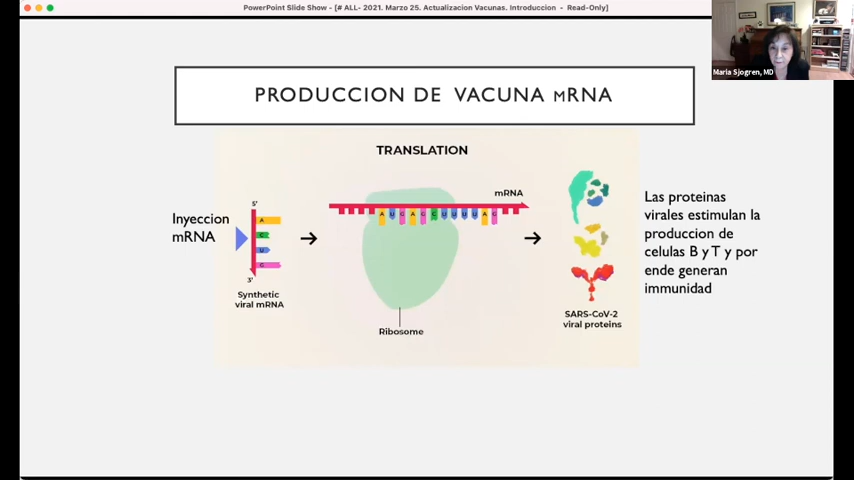 PowerPoint Slide Show - [# ALL- 2021. Marzo 25. Actualizacion Vacunas. Introduccion - Read-Only]
Maria Sjogren, MD
PRODUCCION DE VACUNA MRNA
TRANSLATION
Inyeccion
mRNA
5'
A
C
U
G
3'
Synthetic
viral mRNA
mRNA
A U G A G C U U U U A G
Ribosome
SARS-CoV-2
viral proteins
Las proteinas
virales estimulan la
produccion de
celulas B y T y por
ende generan
immunidad